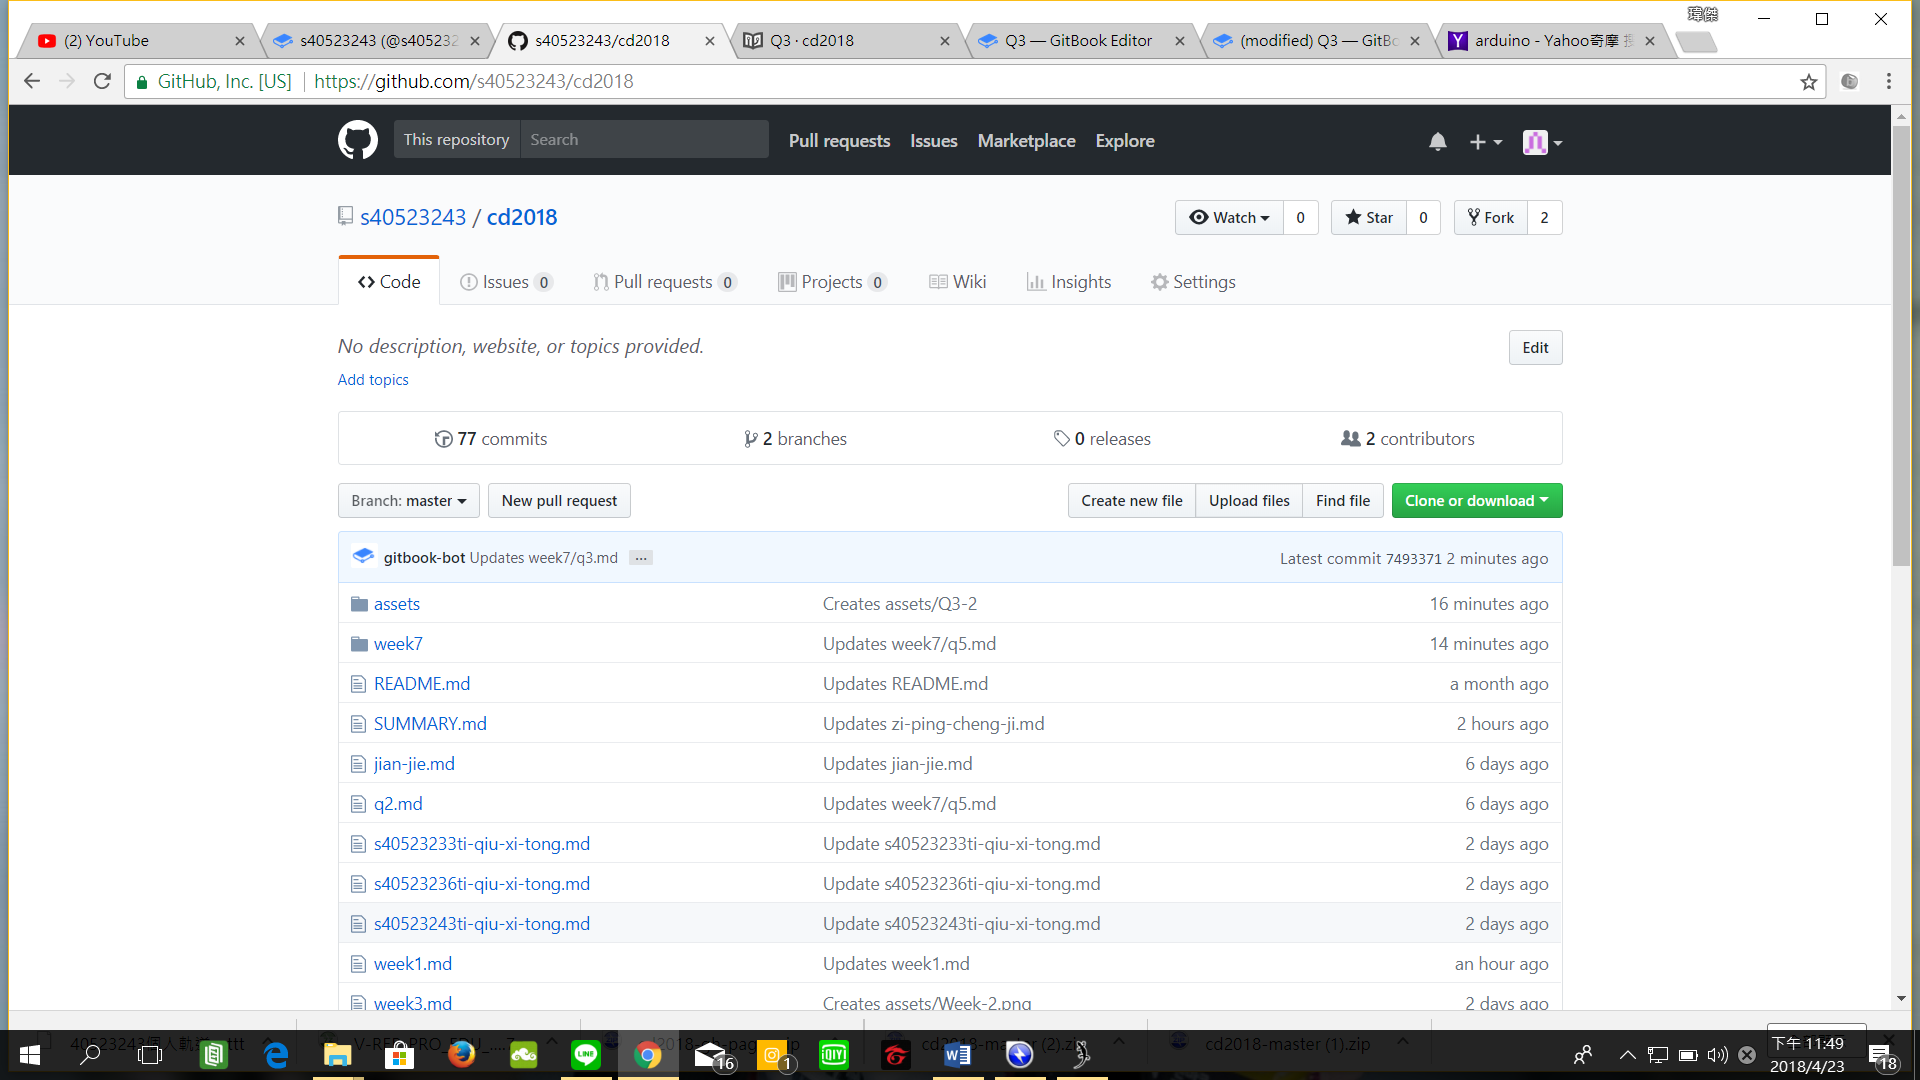 瑋傑
(2) YouTube
s40523243 (@s405232
s40523243/cd2018
Q3 · cd2018
Q3 — GitBook Editor
(modified) Q3 — GitBo
arduino - Yahoo奇摩
GitHub, Inc. [US] https://github.com/s40523243/cd2018
This repository Search Pull requests Issues Marketplace Explore
s40523243 / cd2018
Watch 0 Star 0 Fork 2
Code Issues 0 Pull requests 0 Projects 0 Wiki Insights Settings
No description, website, or topics provided.
Edit
Add topics
77 commits 2 branches 0 releases 2 contributors
Branch: master New pull request Create new file Upload files Find file Clone or download
gitbook-bot Updates week7/q3.md ... Latest commit 7493371 2 minutes ago
assets Creates assets/Q3-2 16 minutes ago
week7 Updates week7/q5.md 14 minutes ago
README.md Updates README.md a month ago
SUMMARY.md Updates zi-ping-cheng-ji.md 2 hours ago
jian-jie.md Updates jian-jie.md 6 days ago
q2.md Updates week7/q5.md 6 days ago
s40523233ti-qiu-xi-tong.md Update s40523233ti-qiu-xi-tong.md 2 days ago
s40523236ti-qiu-xi-tong.md Update s40523236ti-qiu-xi-tong.md 2 days ago
s40523243ti-qiu-xi-tong.md Update s40523243ti-qiu-xi-tong.md 2 days ago
week1.md Updates week1.md an hour ago
week3.md Creates assets/Week-2.png 2 days ago
cd2018-master (1).zip
LINE
QIYI
16
1
下午 11:49
2018/4/23
18